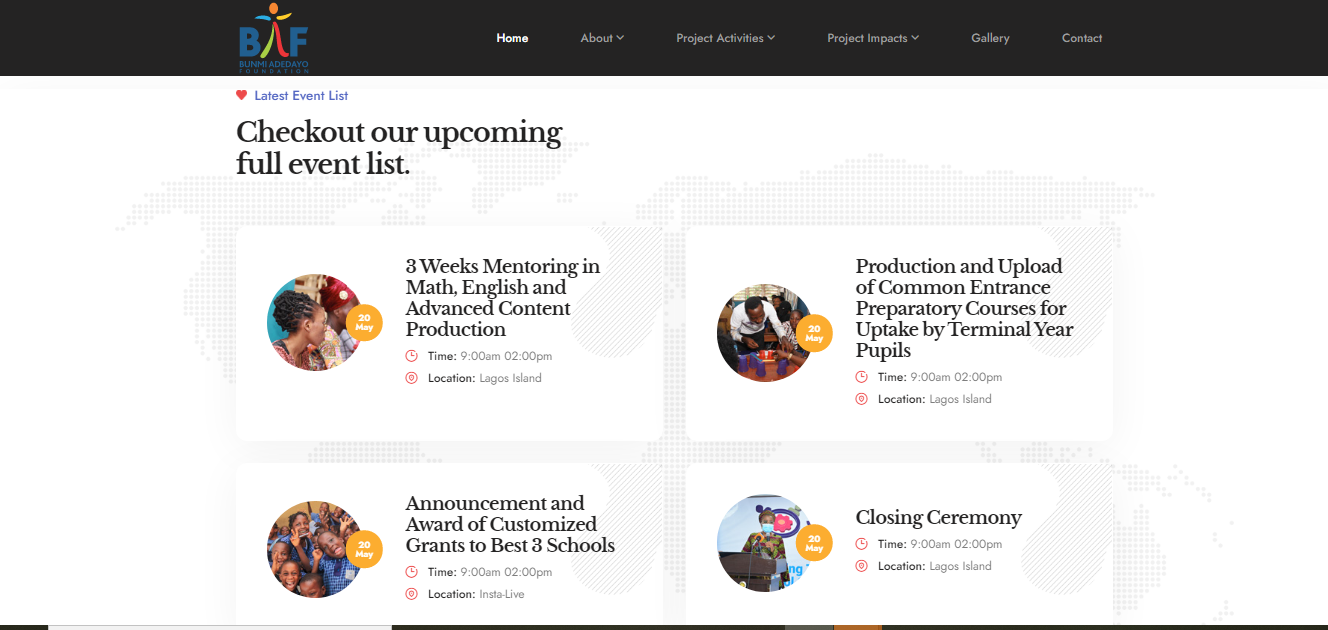 BAF
BUNMI ADEDAYO
FOUNDATION
Home
About
Project Activities
Project Impacts
Gallery
Contact
Latest Event List
Checkout our upcoming
full event list.
20
May
3 Weeks Mentoring in
Math, English and
Advanced Content
Production
Time: 9:00am 02:00pm
Location: Lagos Island
20
May
Production and Upload
of Common Entrance
Preparatory Courses for
Uptake by Terminal Year
Pupils
Time: 9:00am 02:00pm
Location: Lagos Island
20
May
Announcement and
Award of Customized
Grants to Best 3 Schools
Time: 9:00am 02:00pm
Location: Insta-Live
20
May
Closing Ceremony
Time: 9:00am 02:00pm
Location: Lagos Island